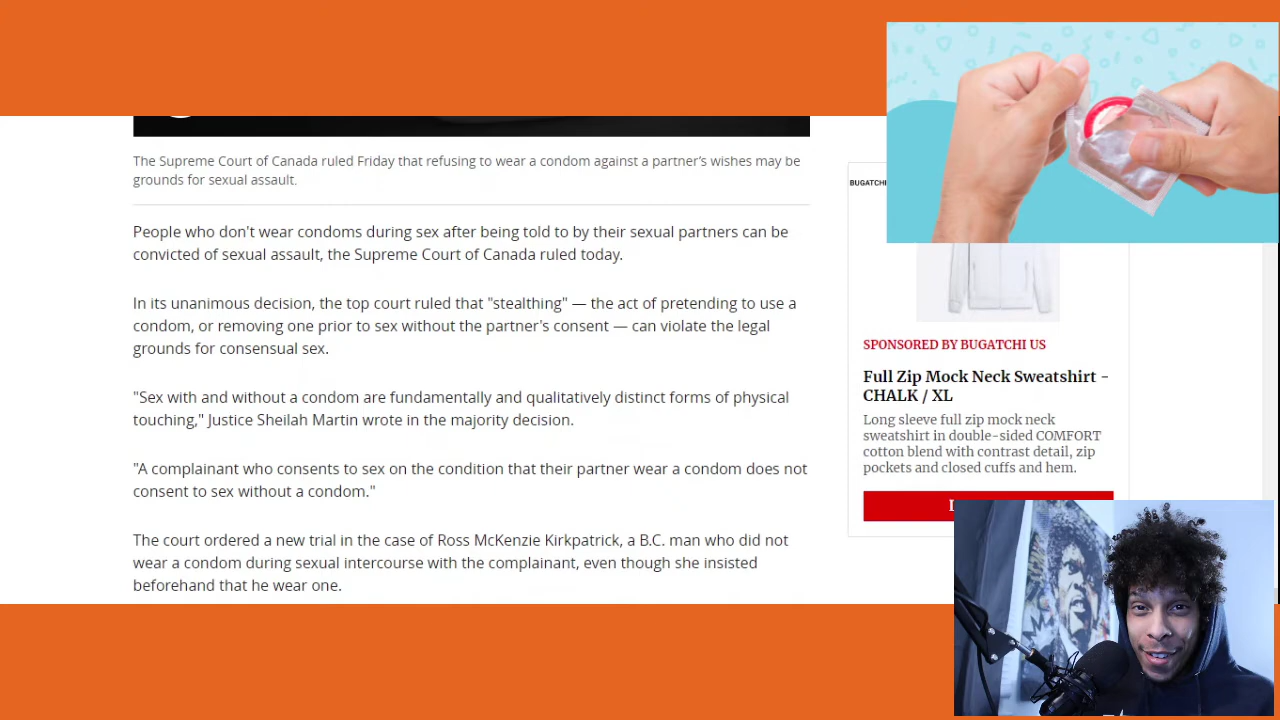 The Supreme Court of Canada ruled Friday that refusing to wear a condom against a partner’s wishes may be
grounds for sexual assault.
People who don't wear condoms during sex after being told to by their sexual partners can be
convicted of sexual assault, the Supreme Court of Canada ruled today.
In its unanimous decision, the top court ruled that "stealthing" — the act of pretending to use a
condom, or removing one prior to sex without the partner's consent — can violate the legal
grounds for consensual sex.
"Sex with and without a condom are fundamentally and qualitatively distinct forms of physical
touching," Justice Sheilah Martin wrote in the majority decision.
"A complainant who consents to sex on the condition that their partner wear a condom does not
consent to sex without a condom."
The court ordered a new trial in the case of Ross McKenzie Kirkpatrick, a B.C. man who did not
wear a condom during sexual intercourse with the complainant, even though she insisted
beforehand that he wear one.
BUGATCHI
SPONSORED BY BUGATCHI US
Full Zip Mock Neck Sweatshirt -
CHALK / XL
Long sleeve full zip mock neck
sweatshirt in double-sided COMFORT
cotton blend with contrast detail, zip
pockets and closed cuffs and hem.